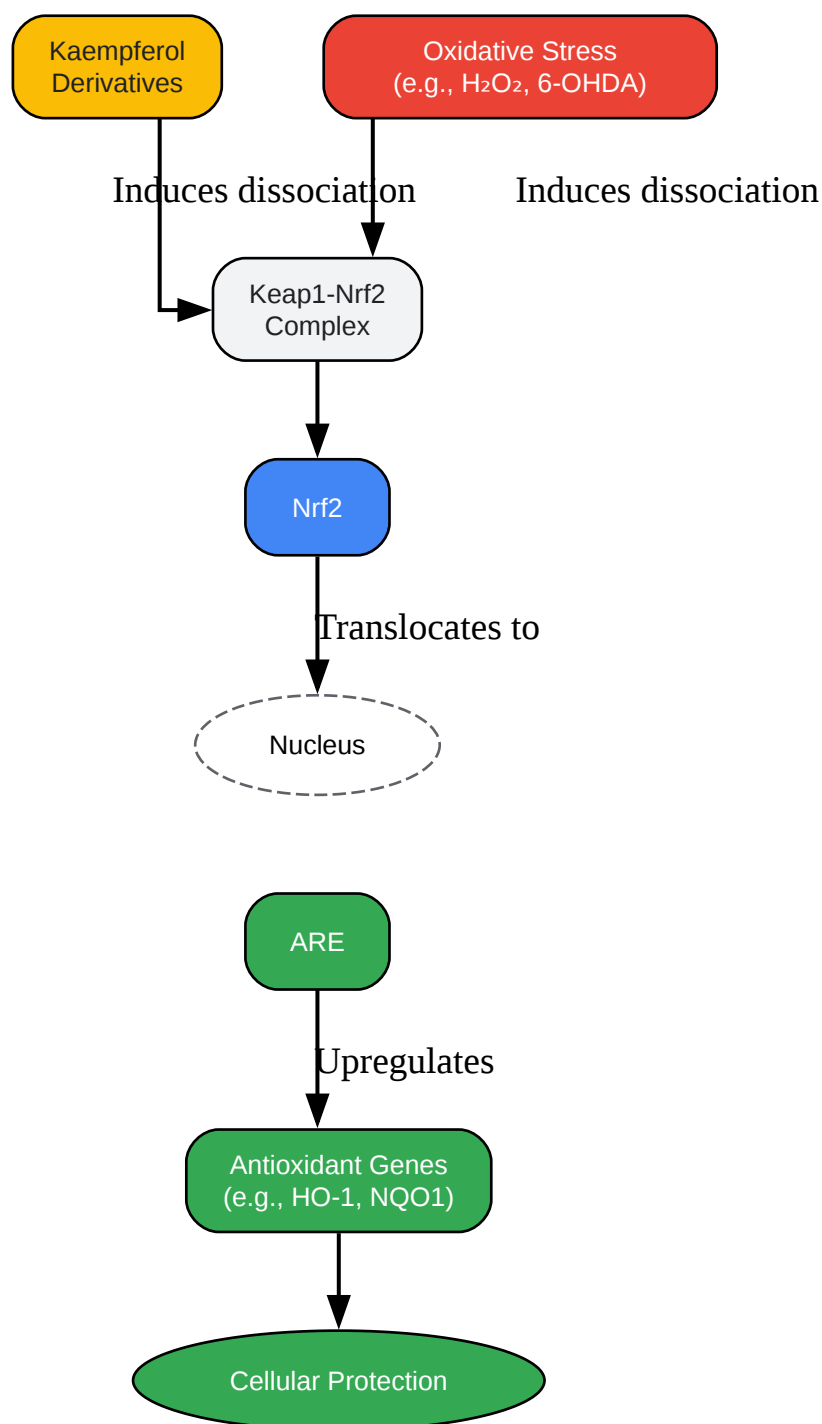 Kaempferol
Derivatives
Oxidative Stress
(e.g., H₂O₂, 6-OHDA)
Induces dissociation
Induces dissociation
Keap1-Nrf2
Complex
Nrf2
Translocates to
Nucleus
ARE
Upregulates
Antioxidant Genes
(e.g., HO-1, NQO1)
Cellular Protection